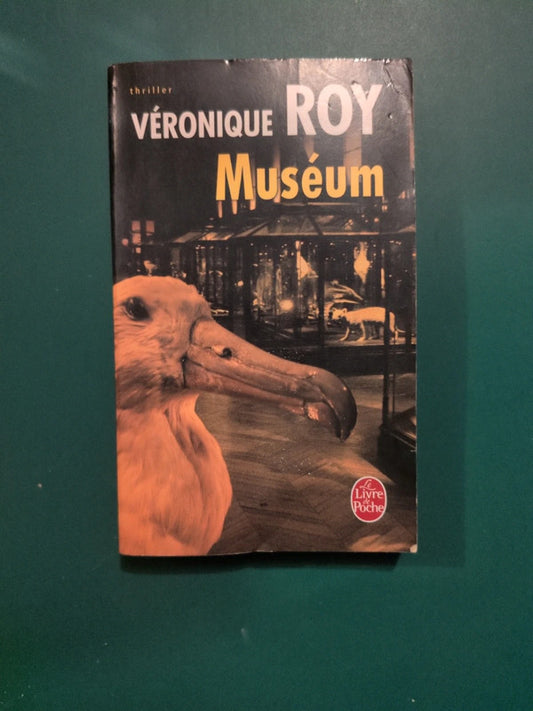 thriller
VÉRONIQUE ROY
Muséum
Le
Livre
de
Poche